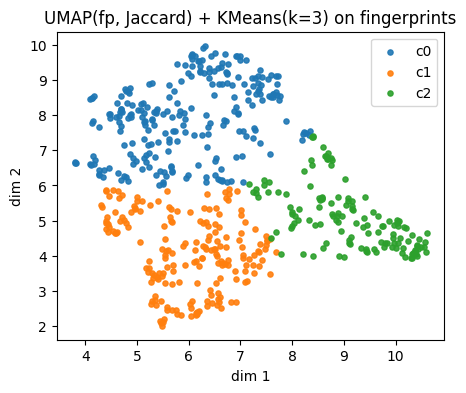 UMAP(fp, Jaccard) + KMeans(k=3) on fingerprints
10
9
8
7
6
5
4
3
2
dim 2
c0
c1
c2
4 5 6 7 8 9 10
dim 1